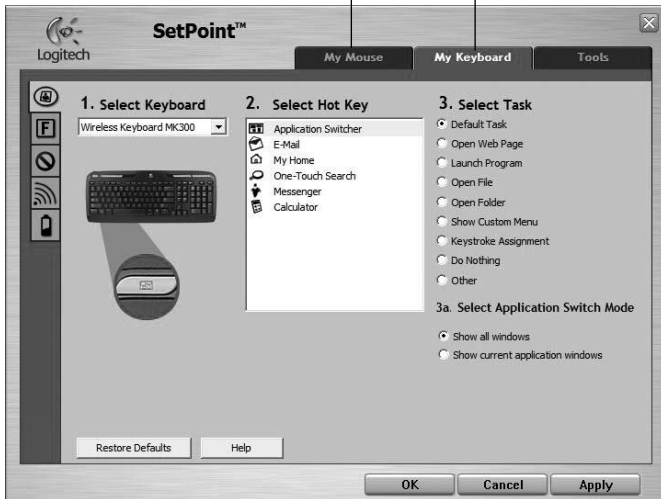 Logitech
SetPoint™
My Mouse
My Keyboard
Tools
1. Select Keyboard
Wireless Keyboard MK300
2. Select Hot Key
Application Switcher
E-Mail
My Home
One-Touch Search
Messenger
Calculator
3. Select Task
Default Task
Open Web Page
Launch Program
Open File
Open Folder
Show Custom Menu
Keystroke Assignment
Do Nothing
Other
3a. Select Application Switch Mode
Show all windows
Show current application windows
F
Restore Defaults
Help
OK
Cancel
Apply